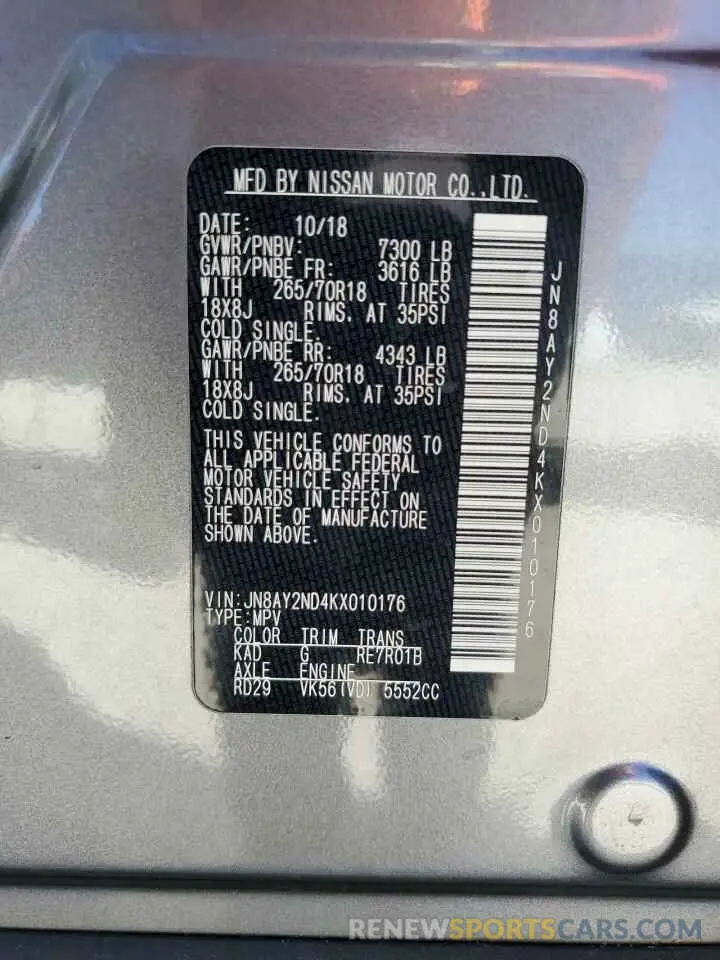 MFD BY NISSAN MOTOR CO.,LTD.
DATE: 10/18
GVWR/PNBV: 7300 LB
GAWR/PNBE FR: 3616 LB
WITH 265/70R18 TIRES
18X8J RIMS. AT 35PSI
COLD SINGLE.
GAWR/PNBE RR: 4343 LB
WITH 265/70R18 TIRES
18X8J RIMS. AT 35PSI
COLD SINGLE.
THIS VEHICLE CONFORMS TO
ALL APPLICABLE FEDERAL
MOTOR VEHICLE SAFETY
STANDARDS IN EFFECT ON
THE DATE OF MANUFACTURE
SHOWN ABOVE.
VIN:JN8AY2ND4KX010176
TYPE:MPV
COLOR TRIM TRANS
KAD G RE7R01B
AXLE ENGINE
RD29 VK56(VD) 5552CC
JN8AY2ND4KX010176
RENEWSPORTSCARS.COM